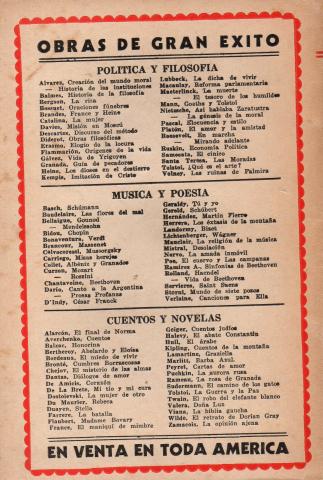 OBRAS DE GRAN EXITO
POLITICA Y FILOSOFIA
Alvarez, Creación del mundo moral
— Historia de las instituciones
Balmes, Historia de la filosofía
Bergson, La risa
Bossuet, Oraciones fúnebres
Brandes, Francia y Heine
Catalina, La mujer
Davies, Misión en Moscú
Descartes, Discurso del método
Diderot, Obras filosóficas
Erasmo, Elogio de la locura
Flammarión, Orígenes de la vida
Gálvez, Vida de Yrigoyen
Granada, Guía de pecadores
Heine, Los dioses en el destierro
Kempis, Imitación de Cristo
Lubbock, La dicha de vivir
Macaulay, Reforma parlamentaria
Maeterlinck, La muerte
— El tesoro de los humildes
Mann, Goethe y Tolstoi
Nietzsche, Así hablaba Zaratustra
— La génesis de la moral
Pascal, Elocuencia y estilo
Platón, El amor y la amistad
Roosevelt, En marcha
— Mirando adelante
Ruskin, Economía Política
Samosata, El cínico
Santa Teresa, Las Moradas
Tolstoi, ¿Qué es el arte?
Volney, Las ruinas de Palmira
MUSICA Y POESIA
Basch, Schúmann
Baudelaire, Las flores del mal
Bellaigue, Gounod
— Mendelssohn
Bidou, Chopin
Bonaventura, Verdi
Brancour, Massenet
Calvocressi, Mussorgsky
Carriego, Misas herejes
Collet, Albéniz y Granados
Curzon, Mozart
— Rossini
Chantavoine, Beethoven
Darío, Canto a la Argentina
— Prosas Profanas
D'Indy, César Franck
Geraldy, Tú y yo
Gerold, Schúbert
Hernández, Martín Fierro
Herrera, Los éxtasis de la montaña
Landormy, Bizet
Lichtenberger, Wágner
Mauclair, La religión de la música
Mistral, Desolación
Nervo, La amada inmóvil
Poe, El cuervo y Las campanas
Ramírez A., Sinfonías de Beethoven
Rolland, Haendel
— Vida de Beethoven
Servieres, Saint Saens
Storni, Mundo de siete pozos
Verlaine, Canciones para Ella
CUENTOS Y NOVELAS
Alarcón, El final de Norma
Averchenko, Cuentos
Balzac, Honorina
Bertheroy, Abelardo y Eloísa
Bordeaux, El miedo de vivir
Bronté, Cumbres Borrascosas
Chejov, El misterio de las almas
Dantas, Diálogos de amor
De Amicis, Corazón
De La Brete, Mi tío y mi cura
Dostoievski, La mujer de otro
Du Maurier, Rebeca
Duayen, Stella
Farrere, La batalla
Flaubert, Madame Bovary
France, El maniquí de mimbre
Geiger, Cuentos Judíos
Halevy, El abate Constantin
Hull, El Árabe
Kipling, Cuentos de la montaña
Lamartine, Graziella
Marlitt, Barba Azul
Peyret, Cartas de amor
Puchkin, La aurora rusa
Ramena, La rosa de Granada
Sudermann, El camino de los gatos
Tolstoi, La Guerra y la Paz
Twain, El robo del elefante blanco
Valera, Doña Luz
Viana, La biblia gaucha
Wilde, El retrato de Dorian Gray
Zamacois, La opinión ajena
EN VENTA EN TODA AMERICA